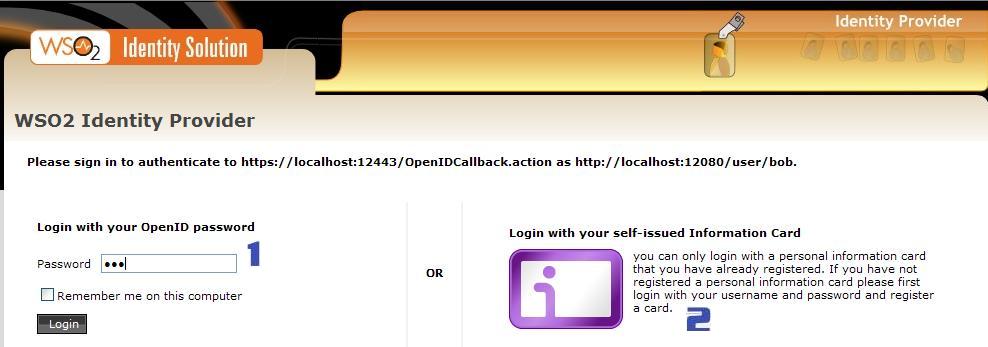 WSO2 Identity Solution
Identity Provider
WSO2 Identity Provider
Please sign in to authenticate to https://localhost:12443/OpenIDCallback.action as http://localhost:12080/user/bob.
Login with your OpenID password
1
Password •••
Remember me on this computer
Login
OR
Login with your self-issued Information Card
i
you can only login with a personal information card
that you have already registered. If you have not
registered a personal information card please first
login with your username and password and register
a card.
2